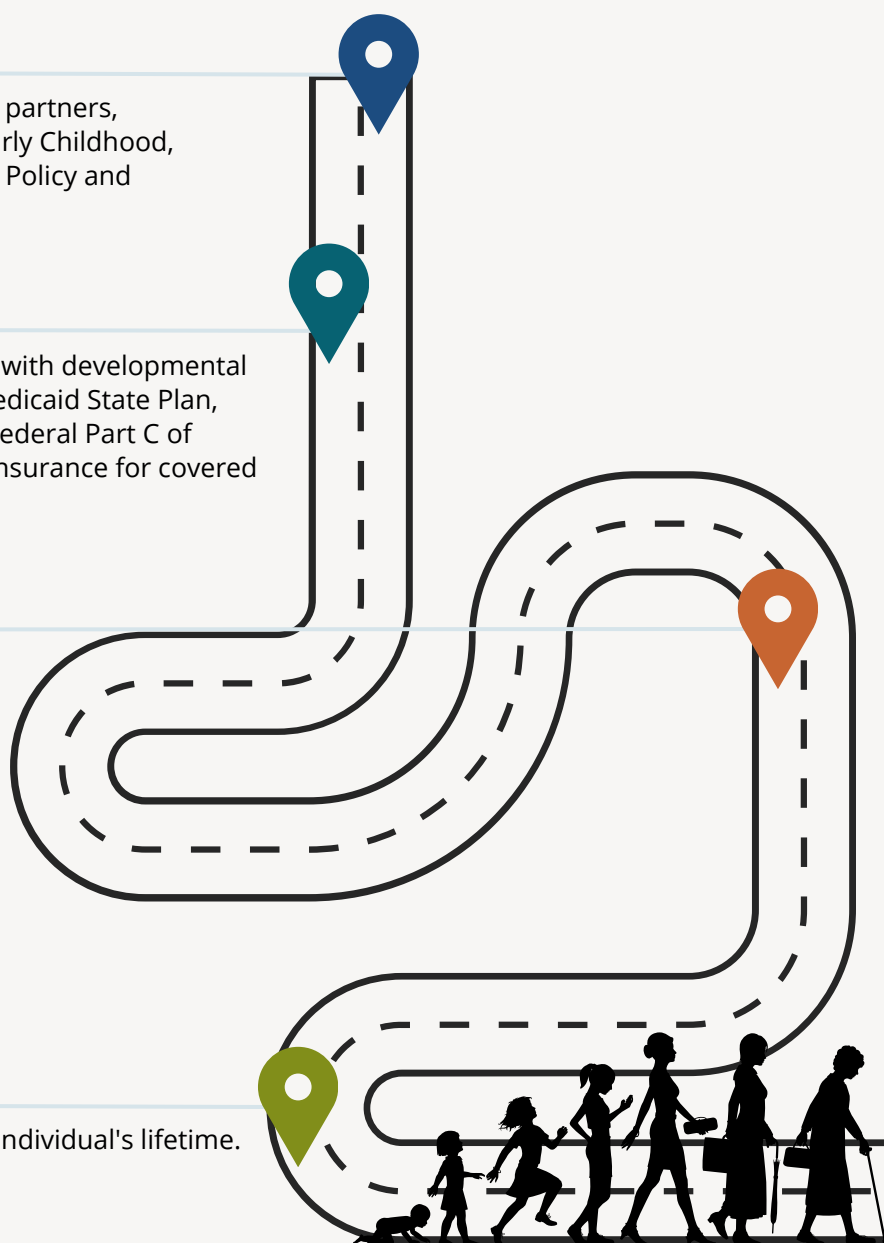 partners,
rly Childhood,
Policy and
with developmental
edicaid State Plan,
ederal Part C of
nsurance for covered
ndividual's lifetime.